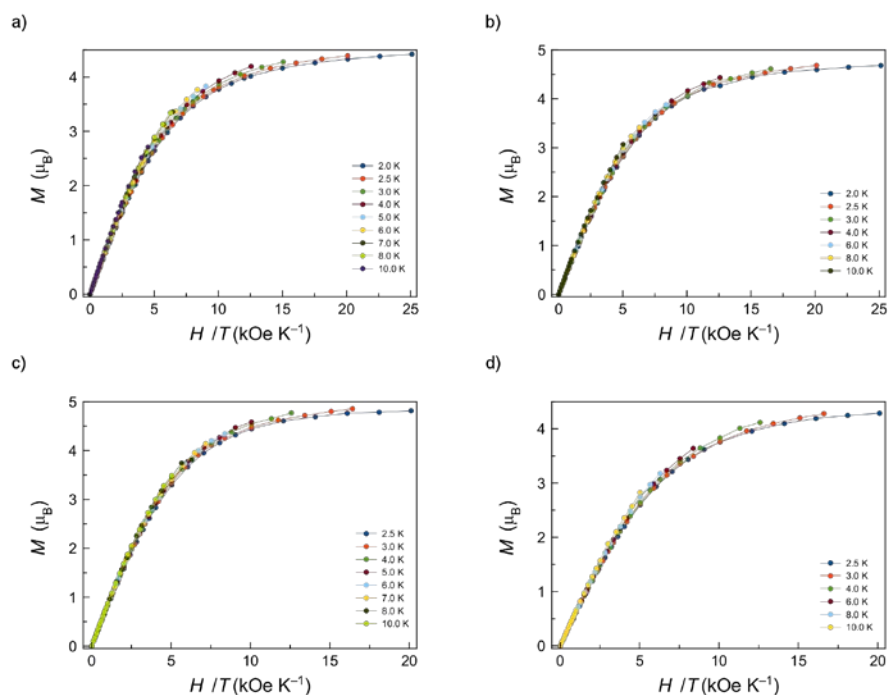 a)
M (μB)
4
3
2
1
0
2.0 K
2.5 K
3.0 K
4.0 K
5.0 K
6.0 K
7.0 K
8.0 K
10.0 K
0 5 10 15 20 25
H /T(kOe K⁻¹)
b)
M (μB)
5
4
3
2
1
0
2.0 K
2.5 K
3.0 K
4.0 K
6.0 K
8.0 K
10.0 K
0 5 10 15 20 25
H /T(kOe K⁻¹)
c)
M (μB)
5
4
3
2
1
0
2.5 K
3.0 K
4.0 K
5.0 K
6.0 K
7.0 K
8.0 K
10.0 K
0 5 10 15 20
H /T(kOe K⁻¹)
d)
M (μB)
4
3
2
1
0
2.5 K
3.0 K
4.0 K
6.0 K
8.0 K
10.0 K
0 5 10 15 20
H /T(kOe K⁻¹)